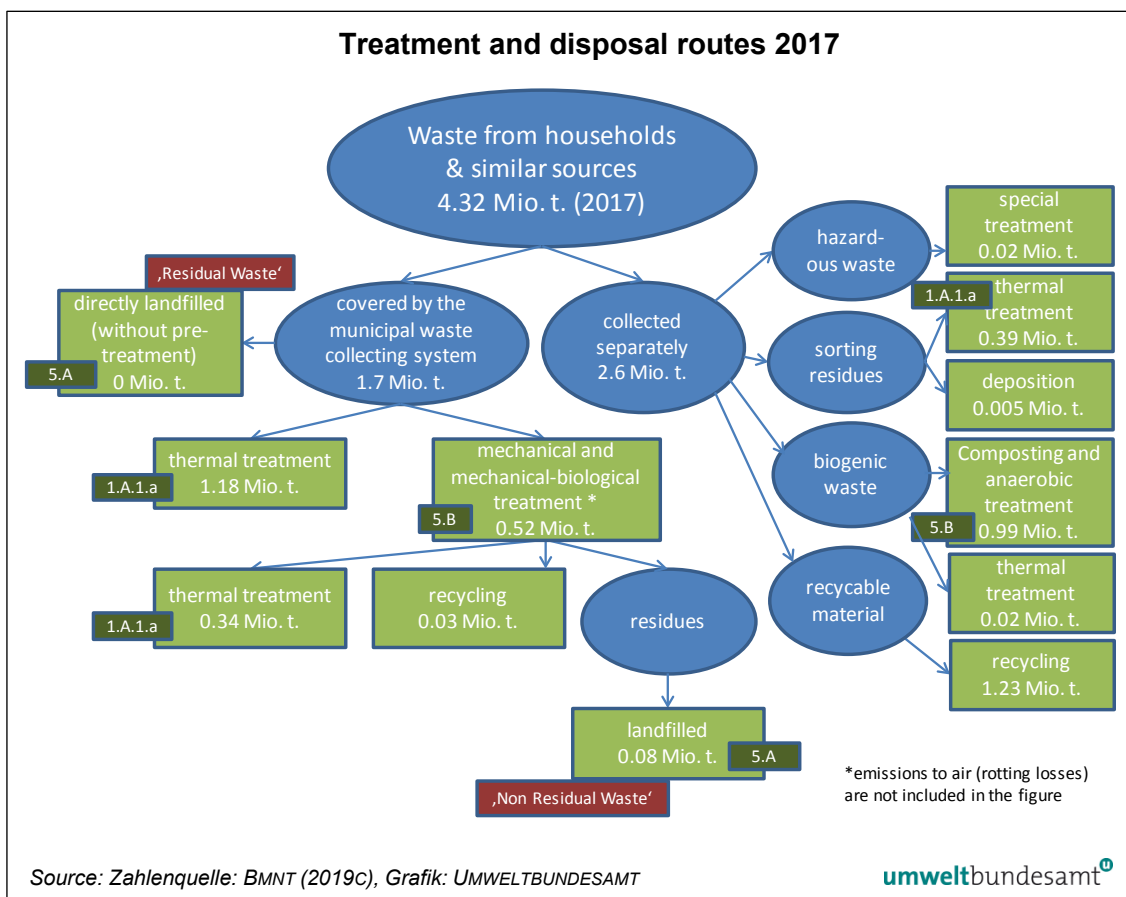 Treatment and disposal routes 2017
Waste from households
& similar sources
4.32 Mio. t. (2017)
‚Residual Waste‘
directly landfilled
(without pre-
treatment)
0 Mio. t.
5.A
covered by the
municipal waste
collecting system
1.7 Mio. t.
collected
separately
2.6 Mio. t.
hazard-
ous waste
special
treatment
0.02 Mio. t.
sorting
residues
1.A.1.a
thermal
treatment
0.39 Mio. t.
deposition
0.005 Mio. t.
thermal treatment
1.18 Mio. t.
1.A.1.a
mechanical and
mechanical-biological
treatment *
0.52 Mio. t.
5.B
biogenic
waste
Composting and
anaerobic
treatment
0.99 Mio. t.
5.B
thermal
treatment
0.02 Mio. t.
thermal treatment
0.34 Mio. t.
1.A.1.a
recycling
0.03 Mio. t.
residues
recycable
material
recycling
1.23 Mio. t.
landfilled
0.08 Mio. t.
5.A
‚Non Residual Waste‘
*emissions to air (rotting losses)
are not included in the figure
Source: Zahlenquelle: BMNT (2019C), Grafik: UMWELTBUNDESAMT
umweltbundesamt u